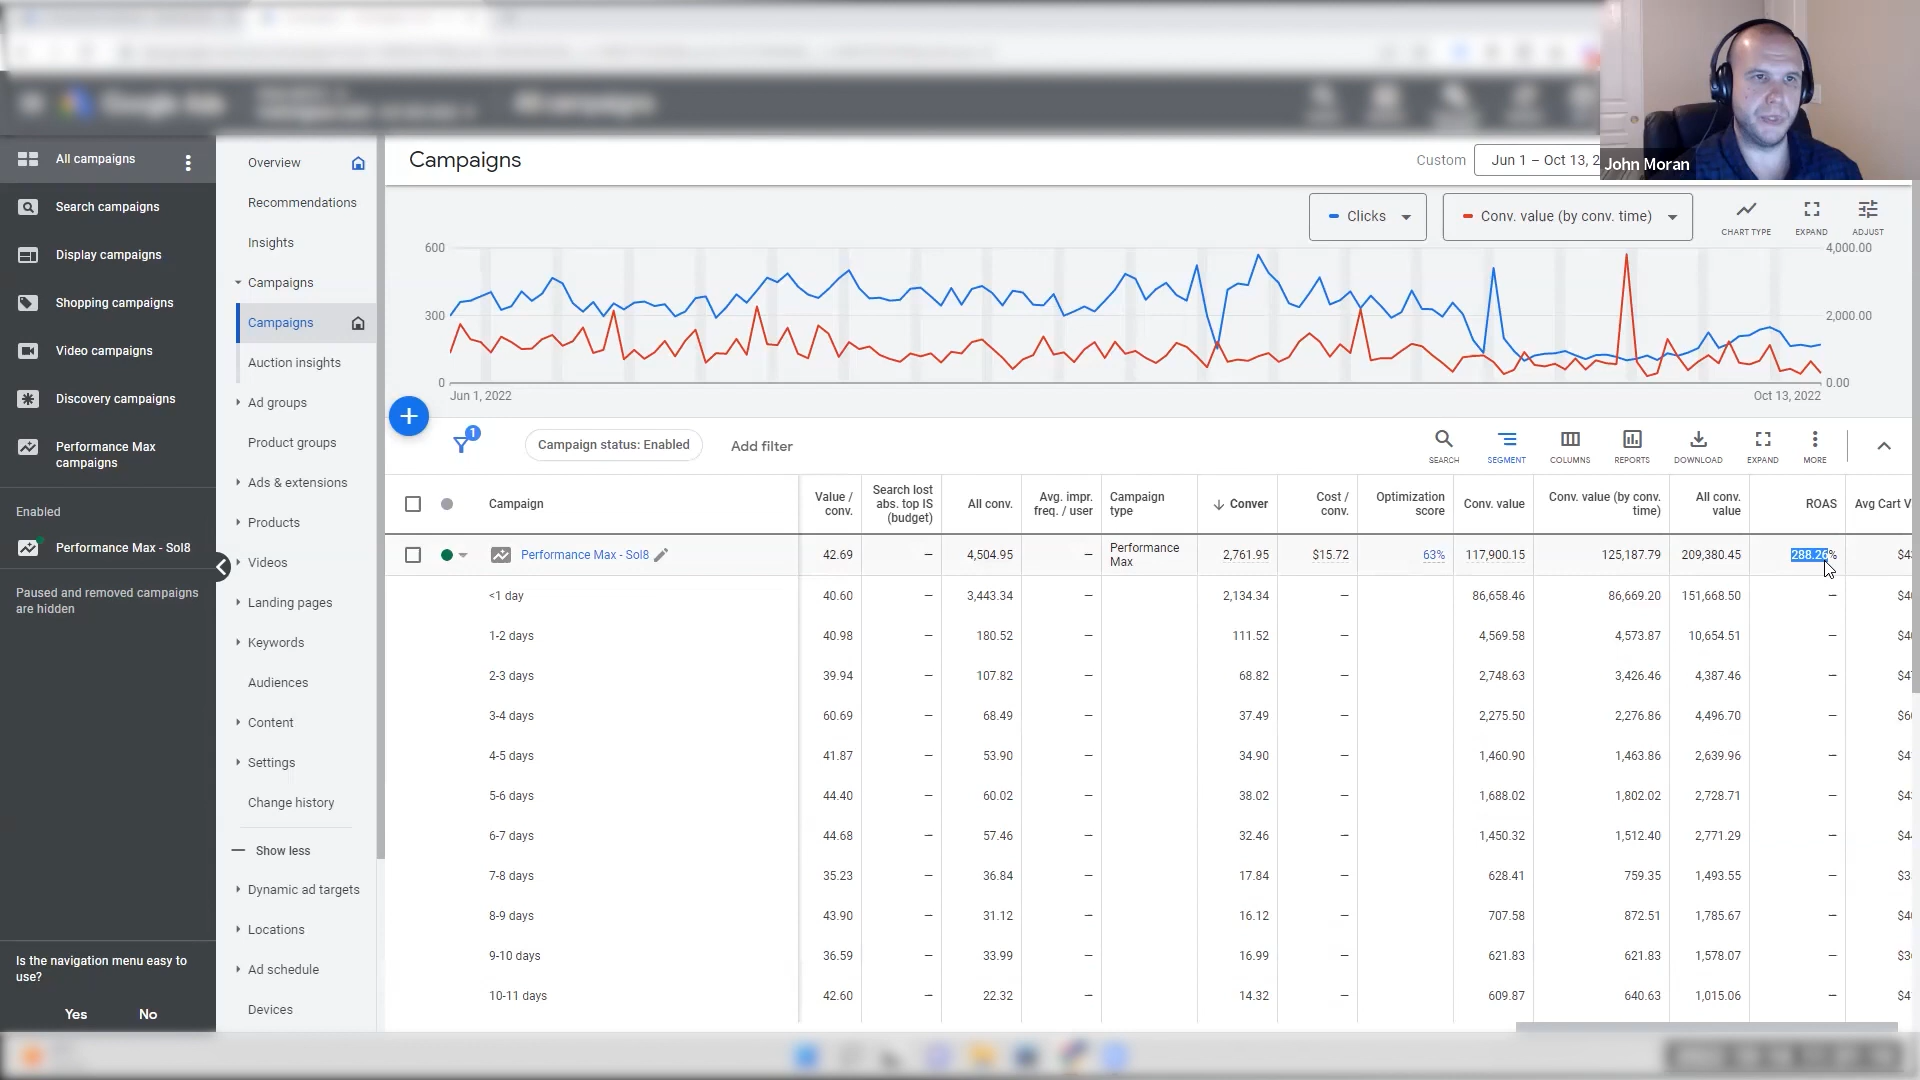 Google Ads
All campaigns
John Moran
All campaigns
Search campaigns
Display campaigns
Shopping campaigns
Video campaigns
Discovery campaigns
Performance Max
campaigns
Enabled
Performance Max - Sol8
Paused and removed campaigns
are hidden
Is the navigation menu easy to
use?
Yes No
Overview
Recommendations
Insights
Campaigns
Campaigns
Auction insights
Ad groups
Product groups
Ads & extensions
Products
Videos
Landing pages
Keywords
Audiences
Content
Settings
Change history
Show less
Dynamic ad targets
Locations
Ad schedule
Devices
Campaigns
Custom Jun 1 – Oct 13, 2
Clicks Conv. value (by conv. time)
CHART TYPE EXPAND ADJUST
600 4,000.00
300 2,000.00
0 0.00
Jun 1, 2022 Oct 13, 2022
1
Campaign status: Enabled Add filter
SEARCH SEGMENT COLUMNS REPORTS DOWNLOAD EXPAND MORE
Campaign Value / conv. Search lost abs. top IS (budget) All conv. Avg. impr. freq. / user Campaign type Conver Cost / conv. Optimization score Conv. value Conv. value (by conv. time) All conv. value ROAS Avg Cart V
Performance Max - Sol8 42.69 — 4,504.95 — Performance Max 2,761.95 $15.72 63% 117,900.15 125,187.79 209,380.45 288.26% $4
<1 day 40.60 — 3,443.34 — 2,134.34 — 86,658.46 86,669.20 151,668.50 — $4
1-2 days 40.98 — 180.52 — 111.52 — 4,569.58 4,573.87 10,654.51 — $4
2-3 days 39.94 — 107.82 — 68.82 — 2,748.63 3,426.46 4,387.46 — $4
3-4 days 60.69 — 68.49 — 37.49 — 2,275.50 2,276.86 4,496.70 — $6
4-5 days 41.87 — 53.90 — 34.90 — 1,460.90 1,463.86 2,639.96 — $4
5-6 days 44.40 — 60.02 — 38.02 — 1,688.02 1,802.02 2,728.71 — $4
6-7 days 44.68 — 57.46 — 32.46 — 1,450.32 1,512.40 2,771.29 — $4
7-8 days 35.23 — 36.84 — 17.84 — 628.41 759.35 1,493.55 — $3
8-9 days 43.90 — 31.12 — 16.12 — 707.58 872.51 1,785.67 — $4
9-10 days 36.59 — 33.99 — 16.99 — 621.83 621.83 1,578.07 — $3
10-11 days 42.60 — 22.32 — 14.32 — 609.87 640.63 1,015.06 — $4